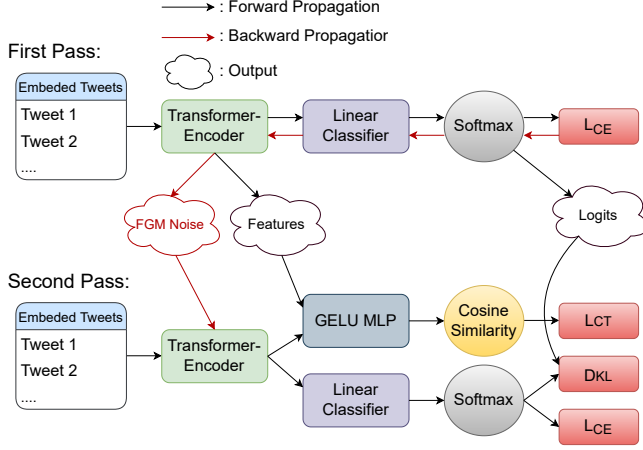 : Forward Propagation
: Backward Propagatior
: Output
First Pass:
Embeded Tweets
Tweet 1
Tweet 2
....
Transformer-
Encoder
Linear
Classifier
Softmax
LCE
FGM Noise
Features
Logits
Second Pass:
Embeded Tweets
Tweet 1
Tweet 2
....
Transformer-
Encoder
GELU MLP
Cosine
Similarity
LCT
Linear
Classifier
Softmax
DKL
LCE